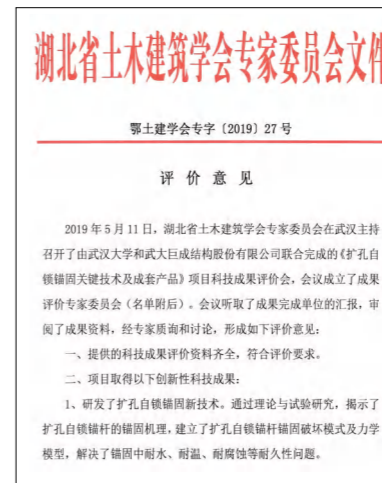 湖北省土木建筑学会专家委员会文件
鄂土建学会专字〔2019〕27 号
评 价 意 见
2019 年 5 月 11 日，湖北省土木建筑学会专家委员会在武汉主持
召开了由武汉大学和武大巨成结构股份有限公司联合完成的《扩孔自
锁锚固关键技术及成套产品》项目科技成果评价会，会议成立了成果
评价专家委员会（名单附后）。会议听取了成果完成单位的汇报，审
阅了成果资料，经专家质询和讨论，形成如下评价意见：
一、提供的科技成果评价资料齐全，符合评价要求。
二、项目取得以下创新性科技成果：
1、研发了扩孔自锁锚固新技术。通过理论与试验研究，揭示了
扩孔自锁锚杆的锚固机理，建立了扩孔自锁锚杆锚固破坏模式及力学
模型，解决了锚固中耐水、耐温、耐腐蚀等耐久性问题。